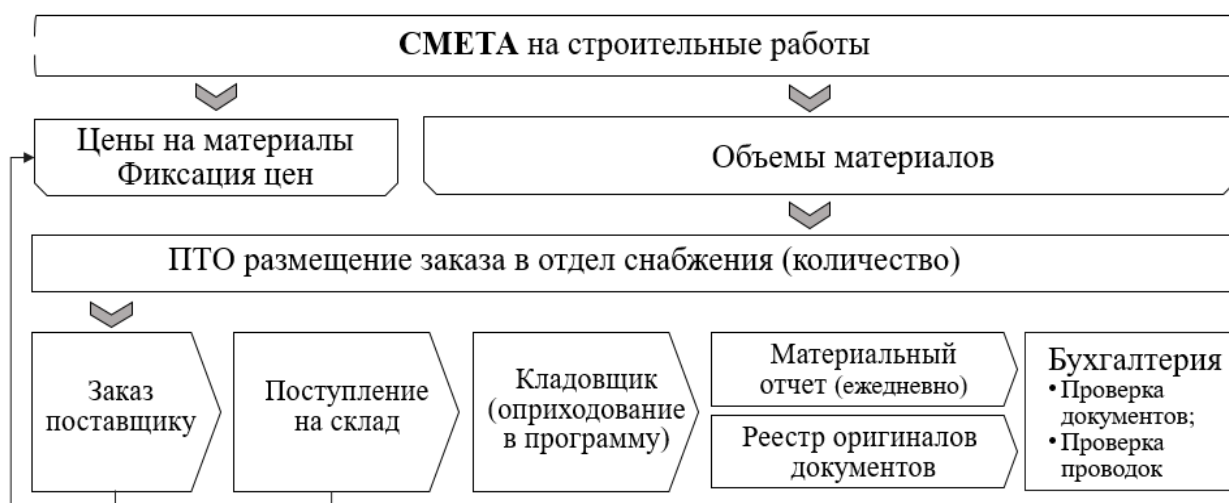 СМЕТА на строительные работы
Цены на материалы
Фиксация цен
Объемы материалов
ПТО размещение заказа в отдел снабжения (количество)
Заказ
поставщику
Поступление
на склад
Кладовщик
(оприходование
в программу)
Материальный
отчет (ежедневно)
Реестр оригиналов
документов
Бухгалтерия
• Проверка
документов;
• Проверка
проводок